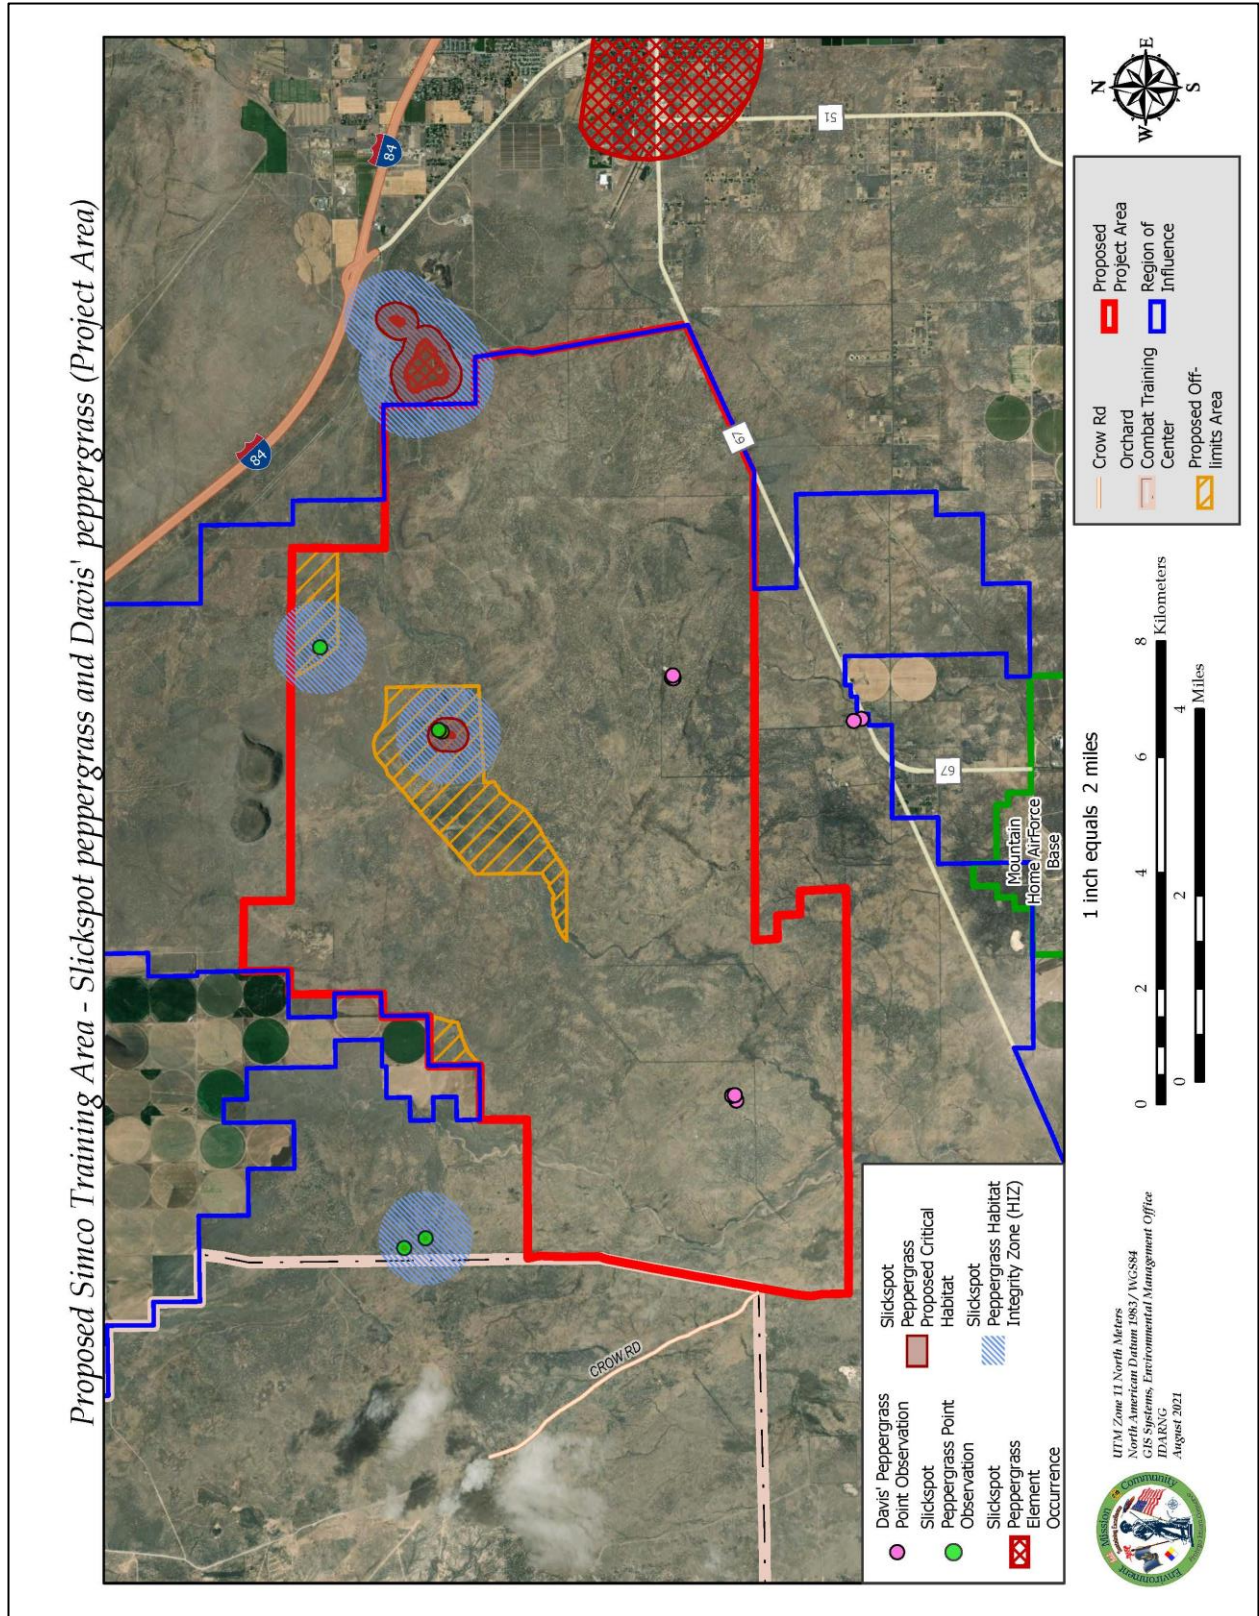 Proposed Simco Training Area - Slickspot peppergrass and Davis' peppergrass (Project Area)
84
84
51
67
67
CROW RD
Mountain
Home AirForce
Base
Davis' Peppergrass
Point Observation
Slickspot
Peppergrass Point
Observation
Slickspot
Peppergrass
Element
Occurrence
Slickspot
Peppergrass
Proposed Critical
Habitat
Slickspot
Peppergrass Habitat
Integrity Zone (HIZ)
Mission
Community
Environment
UTM Zone 11 North Meters
North American Datum 1983/ WGS84
GIS Systems, Environmental Management Office
IDARNG
August 2021
1 inch equals 2 miles
0 2 4 6 8
Kilometers
0 2 4
Miles
Crow Rd
Orchard
Combat Training
Center
Proposed Off-
limits Area
Proposed
Project Area
Region of
Influence
N
E
S
W